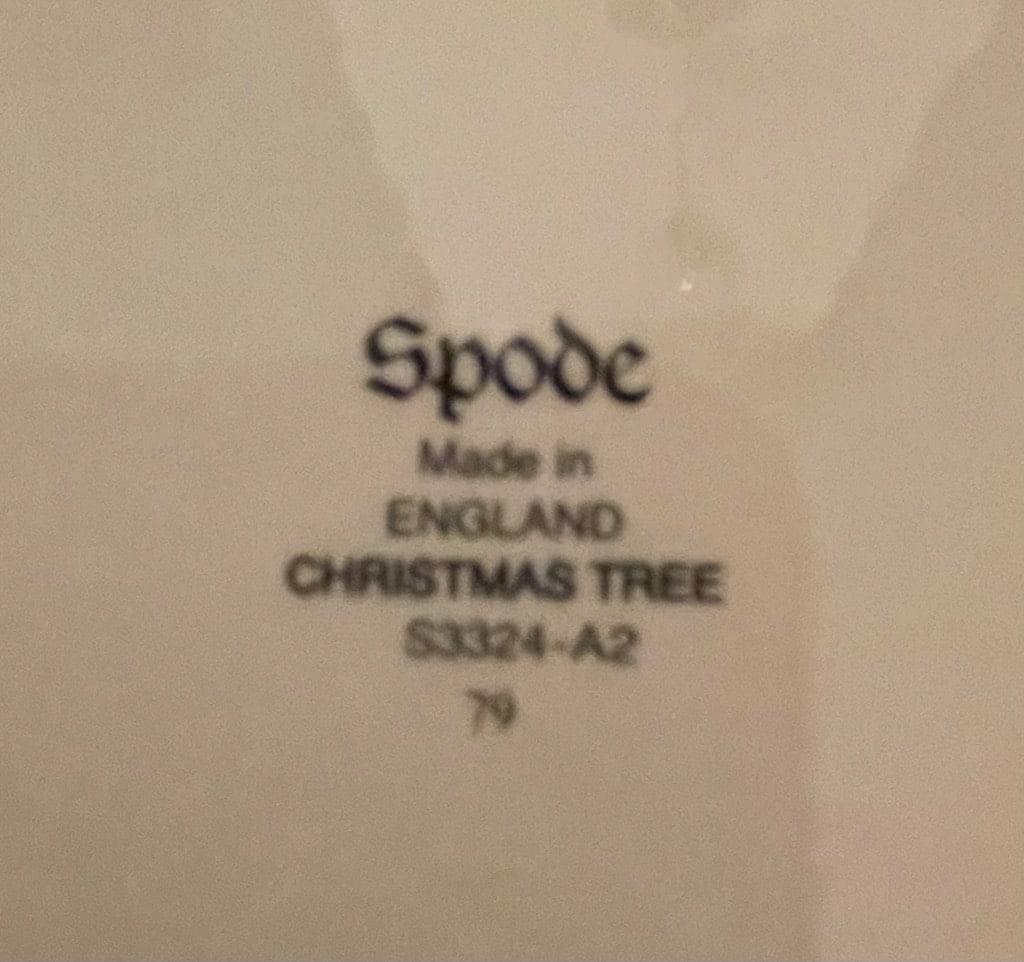 Spode
Made in
ENGLAND
CHRISTMAS TREE
S3324-A2
79